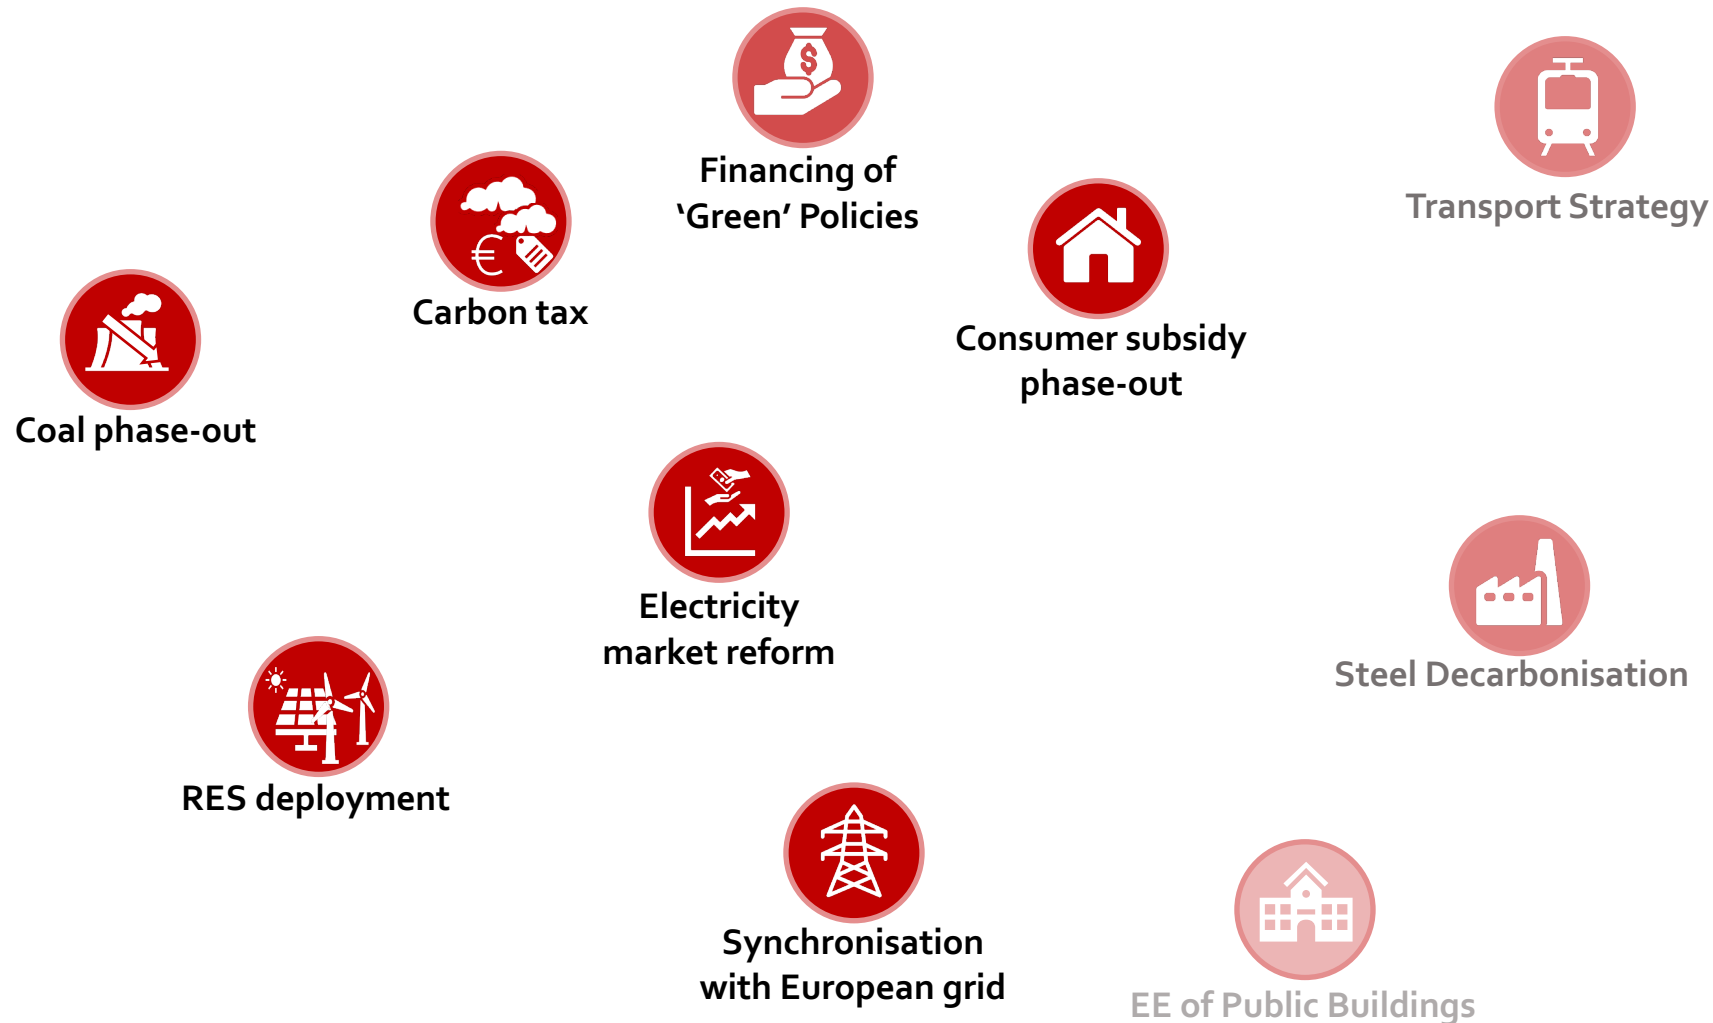 $
Financing of
‘Green’ Policies
Transport Strategy
€
Carbon tax
Consumer subsidy
phase-out
Coal phase-out
Electricity
market reform
Steel Decarbonisation
RES deployment
Synchronisation
with European grid
EE of Public Buildings